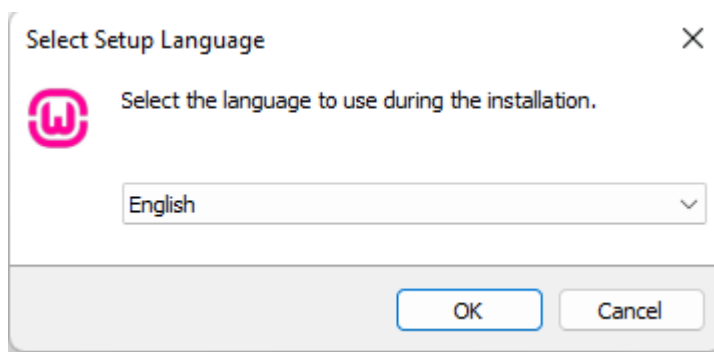 Select Setup Language
Select the language to use during the installation.
English
OK
Cancel